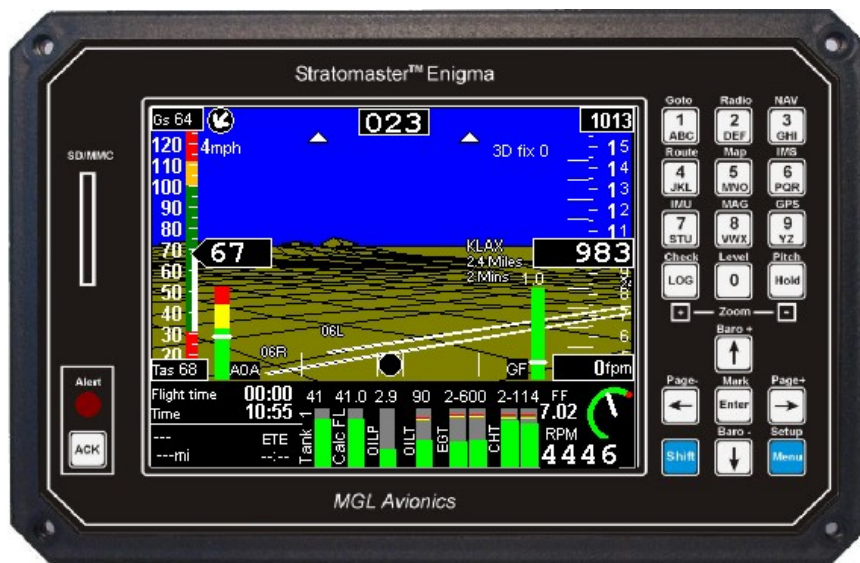 Stratomaster™ Enigma
SD/MMC
Gs 64
023
1013
4mph
3D fix 0
120
110
100
90
80
70
60
50
40
30
20
67
15
14
13
12
11
983
9
8
6
KLAX
2.4 Miles
2 Mins
1.0
06L
06R
Tas 68
AOA
GF
0fpm
Flight time 00:00
Time 10:55
---
---mi
ETE
--:--
41 41.0 2.9 90 2-600 2-114 FF
7.02
Tank 1
Calc FL
OILP
OILT
EGT
CHT
RPM
4446
Alert
ACK
Goto Radio NAV
1 2 3
ABC DEF GHI
Route Map IMS
4 5 6
JKL MNO PQR
IMU MAG GPS
7 8 9
STU VWX YZ
Check Level Pitch
LOG 0 Hold
+ Zoom -
Baro +
Page- Mark Page+
Enter
Baro - Setup
Shift Menu
MGL Avionics